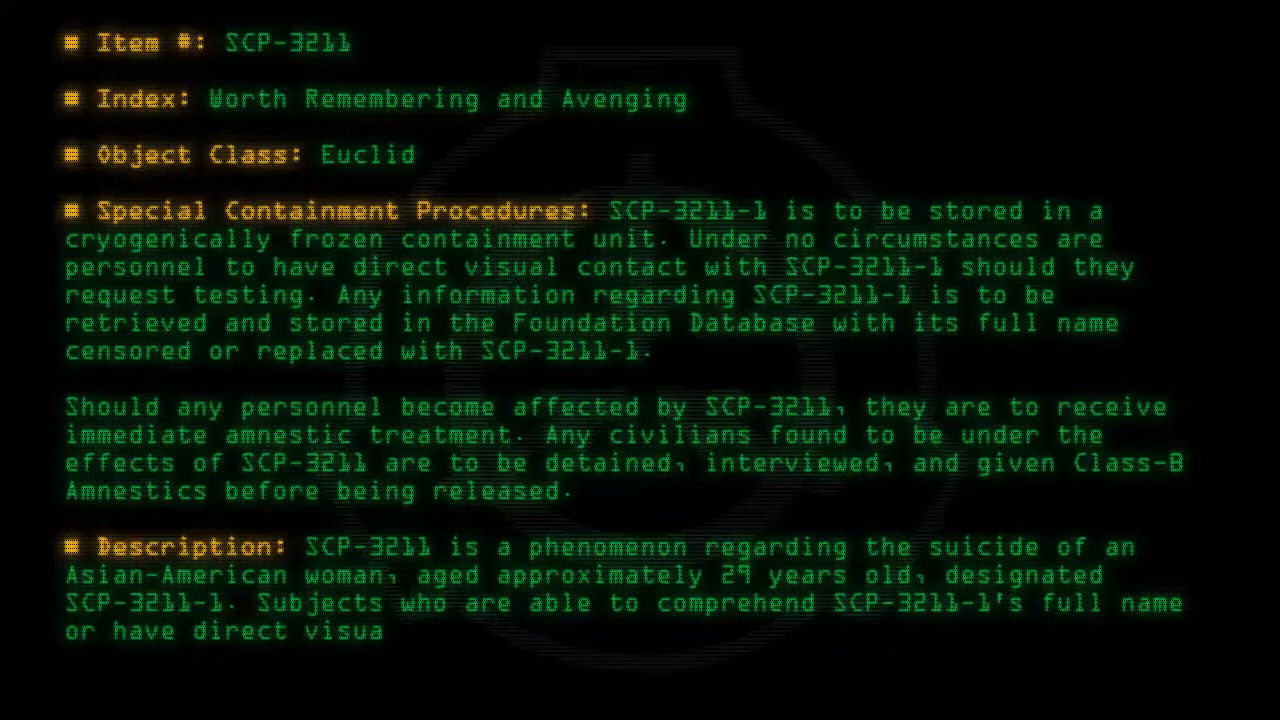 ■ Item #: SCP-3211
■ Index: Worth Remembering and Avenging
■ Object Class: Euclid
■ Special Containment Procedures: SCP-3211-1 is to be stored in a
cryogenically frozen containment unit. Under no circumstances are
personnel to have direct visual contact with SCP-3211-1 should they
request testing. Any information regarding SCP-3211-1 is to be
retrieved and stored in the Foundation Database with its full name
censored or replaced with SCP-3211-1.
Should any personnel become affected by SCP-3211, they are to receive
immediate amnestic treatment. Any civilians found to be under the
effects of SCP-3211 are to be detained, interviewed, and given Class-B
Amnestics before being released.
■ Description: SCP-3211 is a phenomenon regarding the suicide of an
Asian-American woman, aged approximately 29 years old, designated
SCP-3211-1. Subjects who are able to comprehend SCP-3211-1's full name
or have direct visua